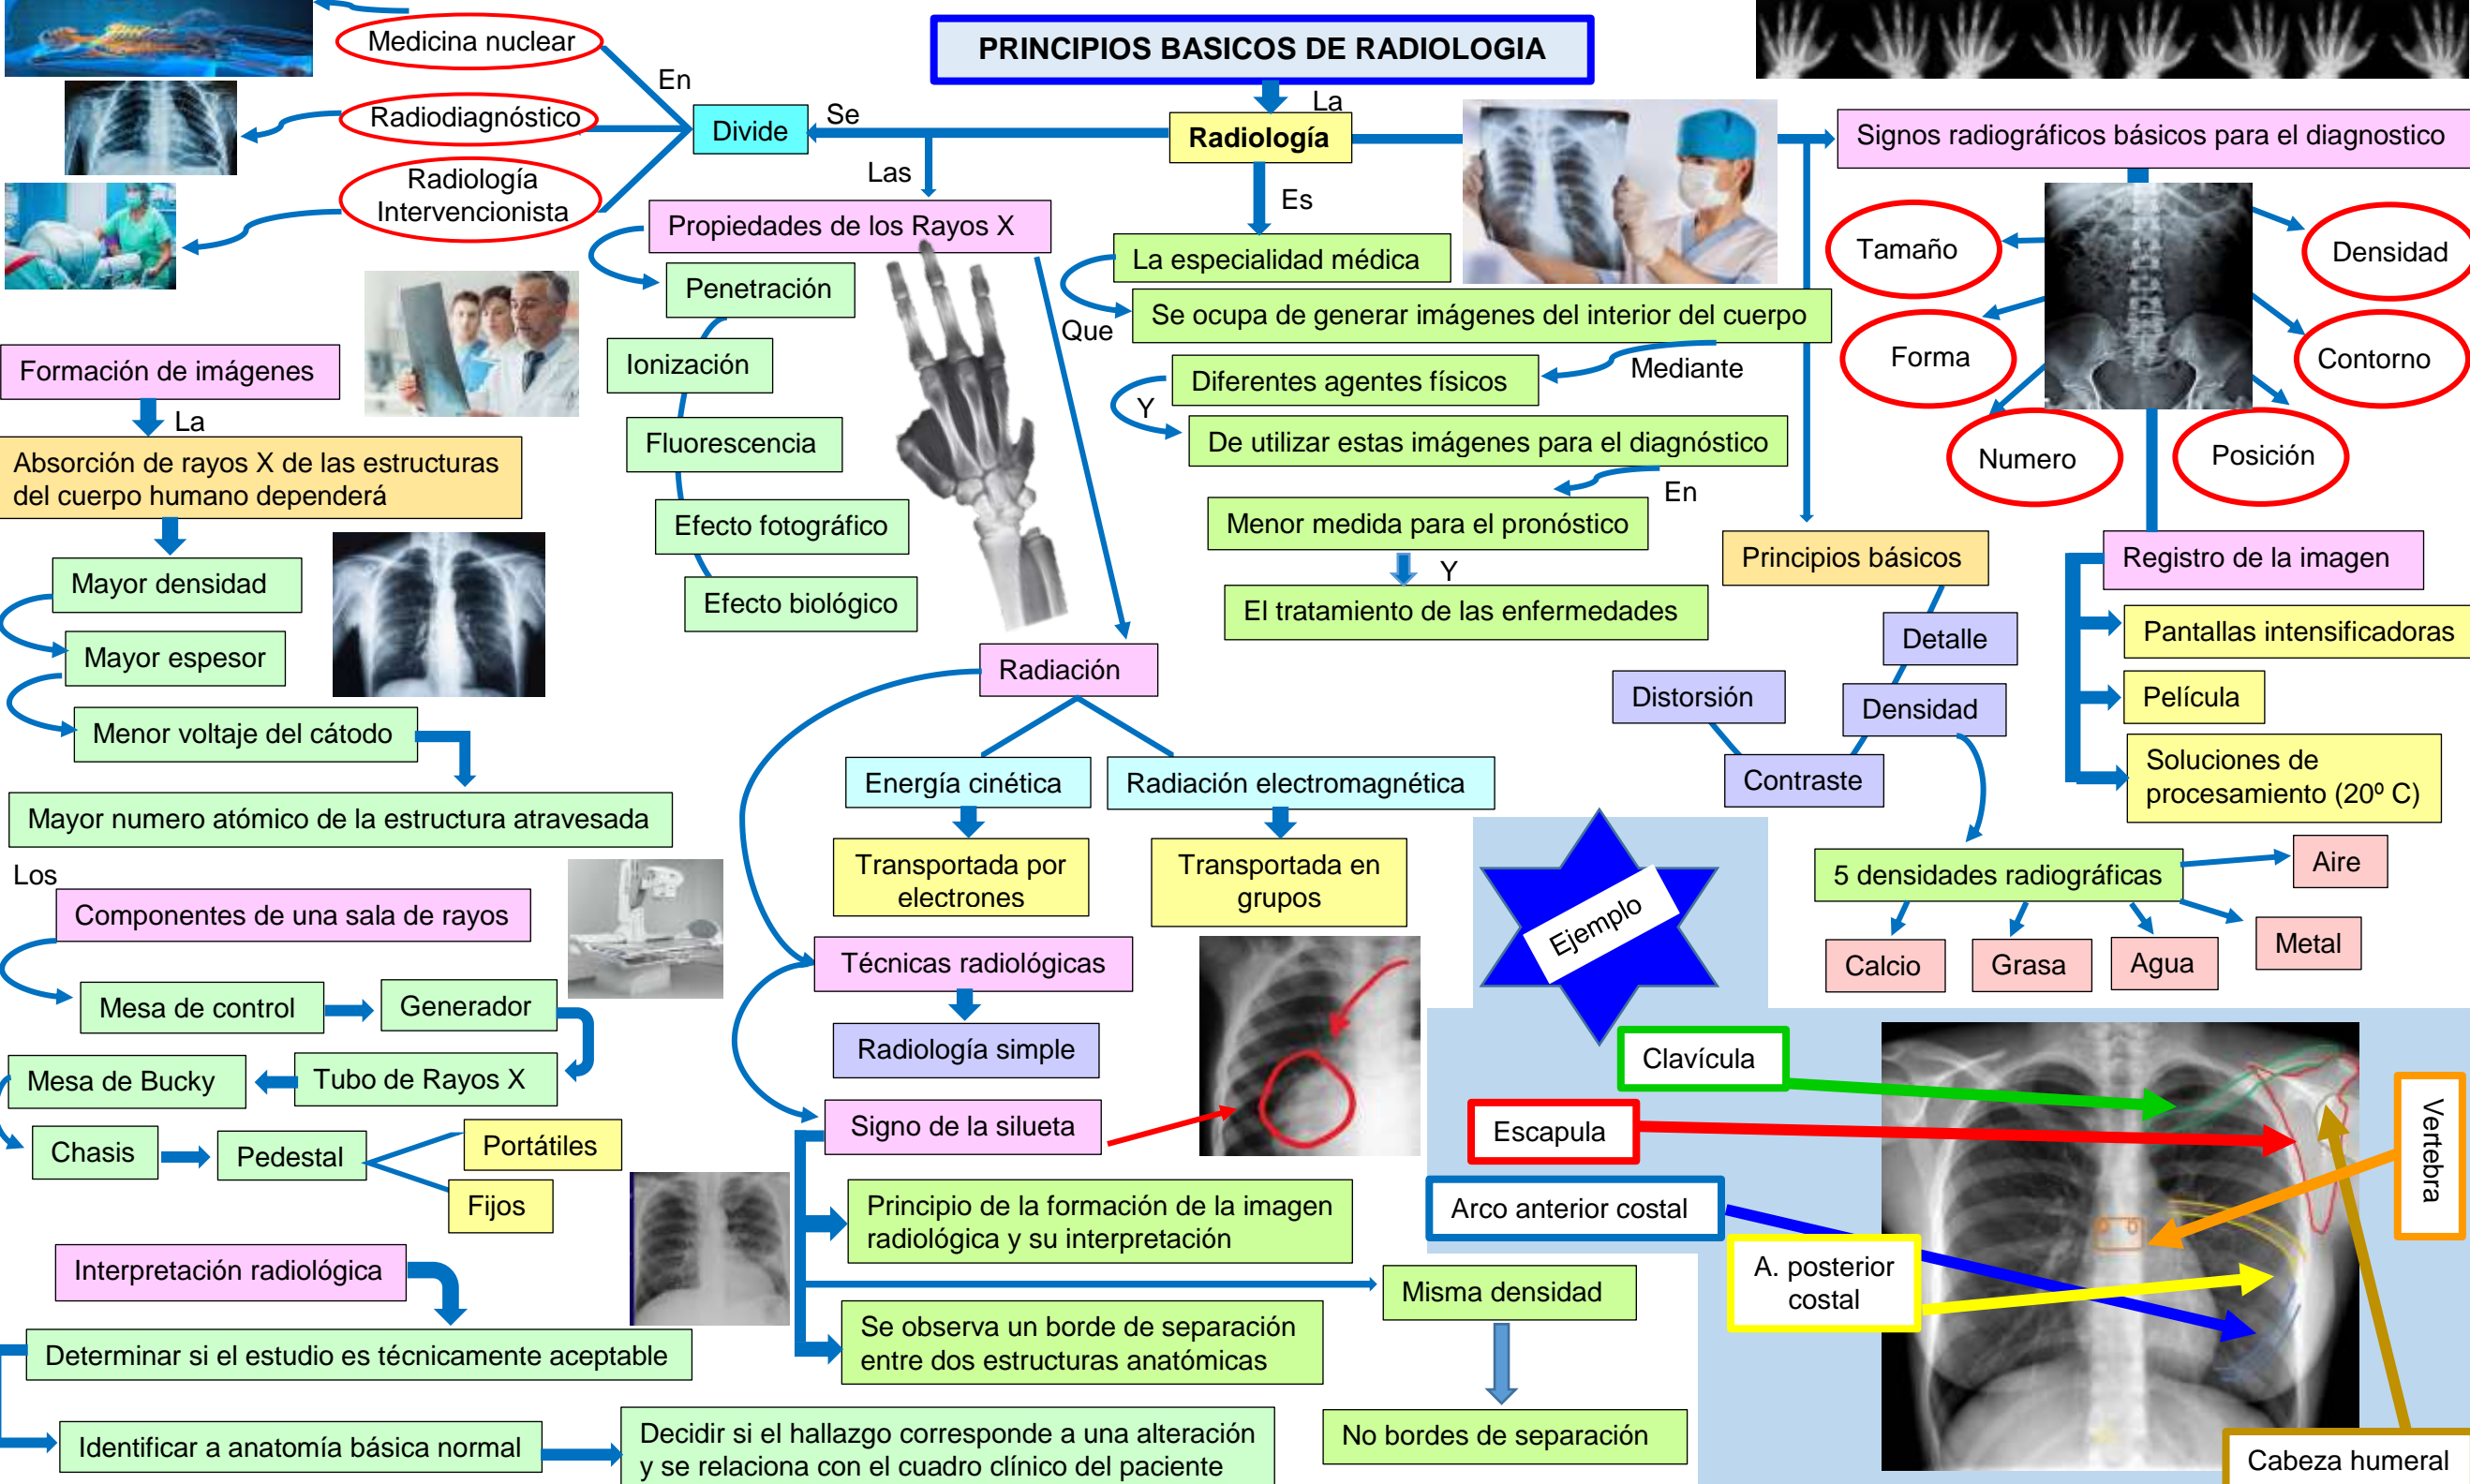 PRINCIPIOS BASICOS DE RADIOLOGIA
La
Radiología
Se
Divide
En
Medicina nuclear
Radiodiagnóstico
Radiología
Intervencionista
Las
Propiedades de los Rayos X
Penetración
Ionización
Fluorescencia
Efecto fotográfico
Efecto biológico
Es
La especialidad médica
Que
Se ocupa de generar imágenes del interior del cuerpo
Mediante
Diferentes agentes físicos
Y
De utilizar estas imágenes para el diagnóstico
En
Menor medida para el pronóstico
Y
El tratamiento de las enfermedades
Signos radiográficos básicos para el diagnostico
Tamaño
Densidad
Forma
Contorno
Numero
Posición
Registro de la imagen
Pantallas intensificadoras
Película
Soluciones de
procesamiento (20º C)
Principios básicos
Detalle
Densidad
Contraste
Distorsión
5 densidades radiográficas
Aire
Metal
Agua
Grasa
Calcio
Formación de imágenes
La
Absorción de rayos X de las estructuras
del cuerpo humano dependerá
Mayor densidad
Mayor espesor
Menor voltaje del cátodo
Mayor numero atómico de la estructura atravesada
Los
Componentes de una sala de rayos
Mesa de control
Generador
Tubo de Rayos X
Mesa de Bucky
Chasis
Pedestal
Portátiles
Fijos
Interpretación radiológica
Determinar si el estudio es técnicamente aceptable
Identificar a anatomía básica normal
Decidir si el hallazgo corresponde a una alteración
y se relaciona con el cuadro clínico del paciente
Radiación
Energía cinética
Radiación electromagnética
Transportada por
electrones
Transportada en
grupos
Técnicas radiológicas
Radiología simple
Signo de la silueta
Principio de la formación de la imagen
radiológica y su interpretación
Misma densidad
Se observa un borde de separación
entre dos estructuras anatómicas
No bordes de separación
Ejemplo
Clavícula
Escapula
Arco anterior costal
A. posterior
costal
Vertebra
Cabeza humeral